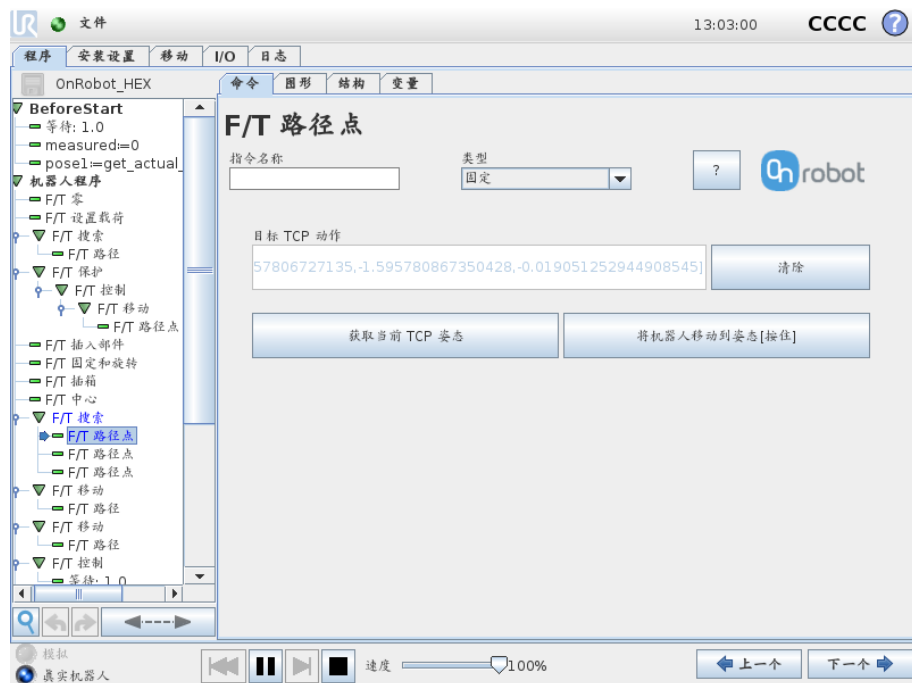 文件
13:03:00
CCCC
?
程序 安装设置 移动 I/O 日志
OnRobot_HEX
命令 图形 结构 变量
BeforeStart
等待: 1.0
measured:=0
pose1:=get_actual_
机器人程序
F/T 零
F/T 设置载荷
F/T 搜索
F/T 路径
F/T 保护
F/T 控制
F/T 移动
F/T 路径点
F/T 插入部件
F/T 固定和旋转
F/T 插箱
F/T 中心
F/T 搜索
F/T 路径点
F/T 路径点
F/T 路径点
F/T 移动
F/T 路径
F/T 移动
F/T 路径
F/T 控制
等待: 1.0
F/T 路径点
指令名称
类型
固定
?
On robot
目标 TCP 动作
57806727135,-1.595780867350428,-0.019051252944908545]
清除
获取当前 TCP 姿态
将机器人移动到姿态[按住]
模拟
真实机器人
速度
100%
上一个
下一个